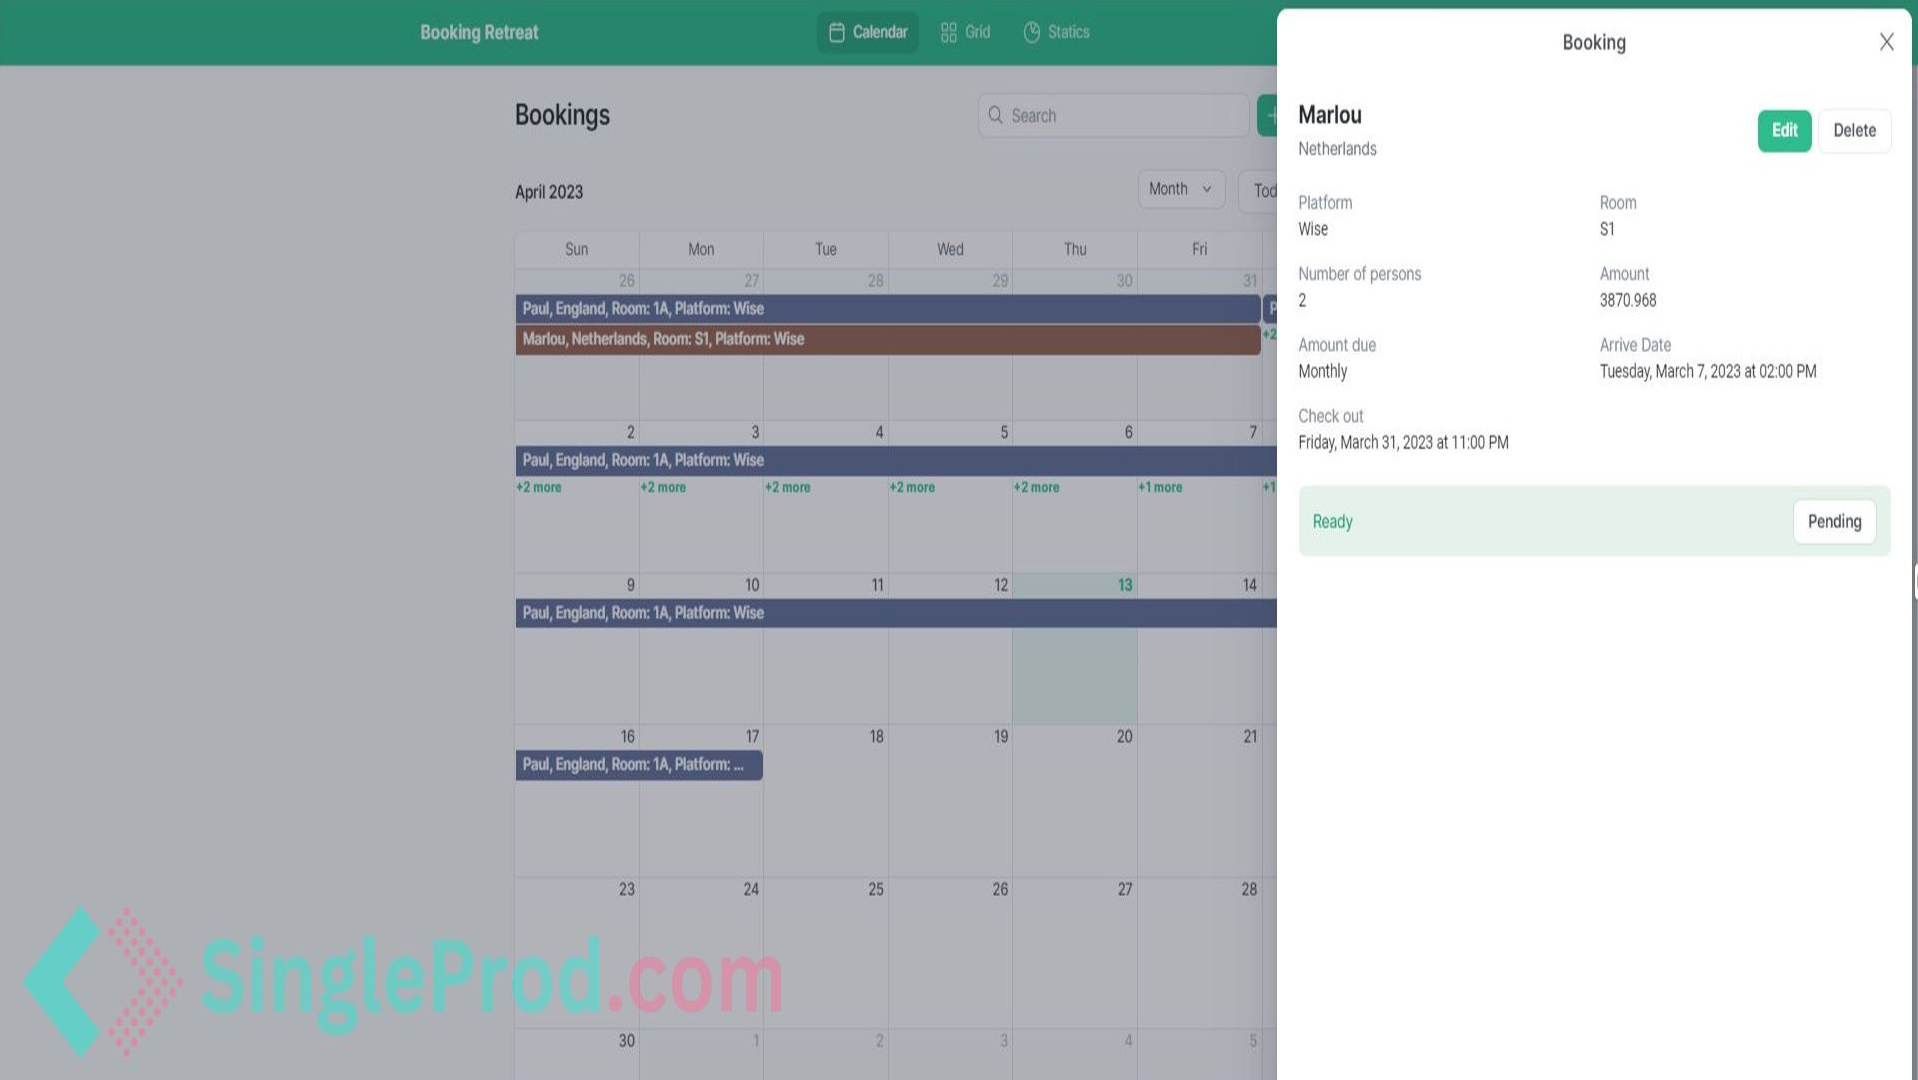 Booking Retreat
Calendar
Grid
Statics
Bookings
Search
April 2023
Month
Tod
Sun Mon Tue Wed Thu Fri
26 27 28 29 30 31
Paul, England, Room: 1A, Platform: Wise
P
Marlou, Netherlands, Room: S1, Platform: Wise
+2
2 3 4 5 6 7
Paul, England, Room: 1A, Platform: Wise
+2 more +2 more +2 more +2 more +2 more +1 more +1
9 10 11 12 13 14
Paul, England, Room: 1A, Platform: Wise
16 17 18 19 20 21
Paul, England, Room: 1A, Platform: ...
23 24 25 26 27 28
30 1 2 3 4 5
Booking
Marlou
Netherlands
Edit
Delete
Platform
Wise
Room
S1
Number of persons
2
Amount
3870.968
Amount due
Monthly
Arrive Date
Tuesday, March 7, 2023 at 02:00 PM
Check out
Friday, March 31, 2023 at 11:00 PM
Ready
Pending
SingleProd.com